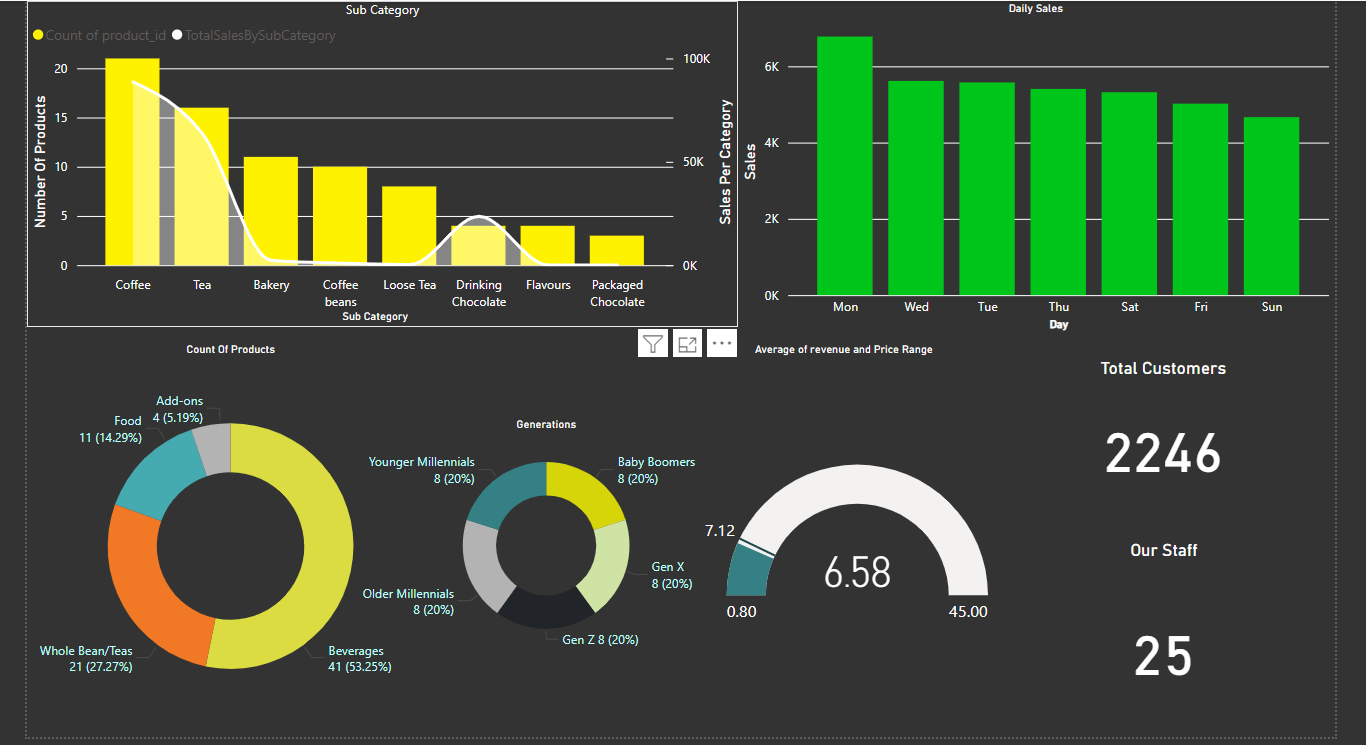 Sub Category
Count of product_id TotalSalesBySubCategory
Number Of Products
20
15
10
5
0
100K
50K
0K
Sales Per Category
Coffee
Tea
Bakery
Coffee
beans
Loose Tea
Drinking
Chocolate
Flavours
Packaged
Chocolate
Sub Category
Daily Sales
Sales
6K
4K
2K
0K
Mon
Wed
Tue
Thu
Sat
Fri
Sun
Day
Count Of Products
Add-ons
4 (5.19%)
Food
11 (14.29%)
Whole Bean/Teas
21 (27.27%)
Beverages
41 (53.25%)
Generations
Younger Millennials
8 (20%)
Baby Boomers
8 (20%)
Gen X
8 (20%)
Older Millennials
8 (20%)
Gen Z 8 (20%)
Average of revenue and Price Range
7.12
6.58
0.80
45.00
Total Customers
2246
Our Staff
25